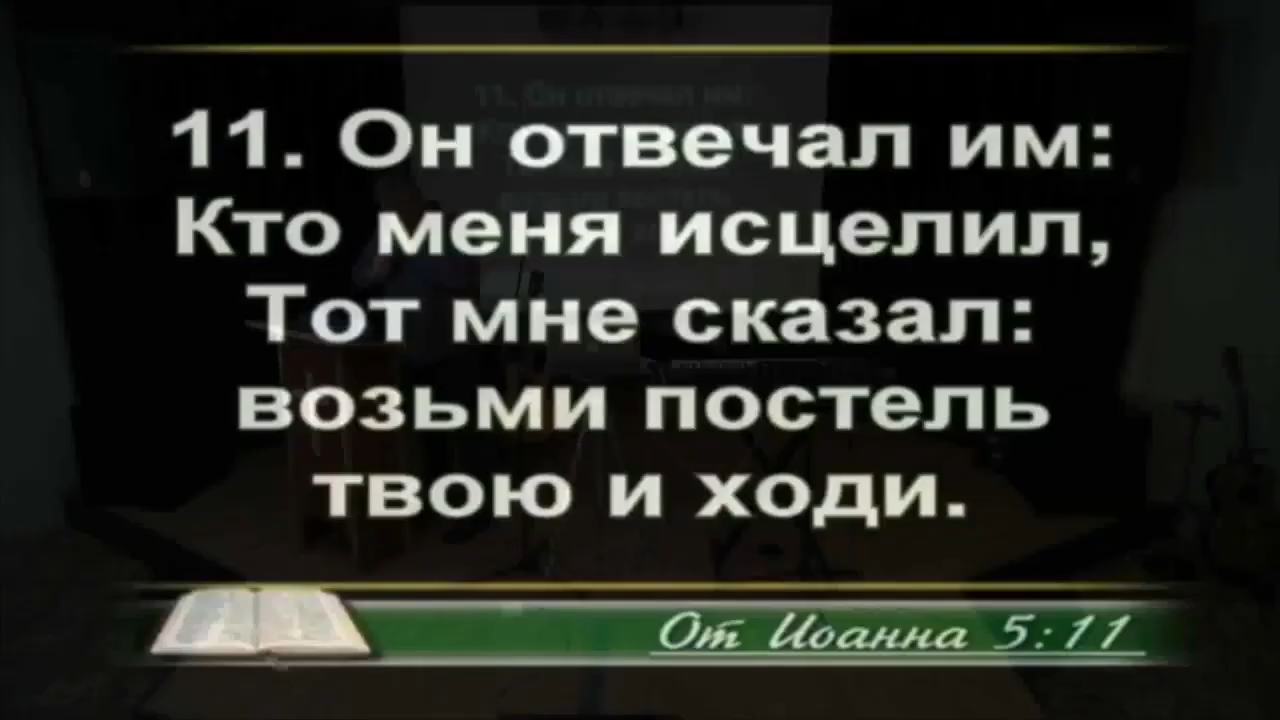 11. Он отвечал им:
Кто меня исцелил,
Тот мне сказал:
возьми постель
твою и ходи.
От Иоанна 5:11